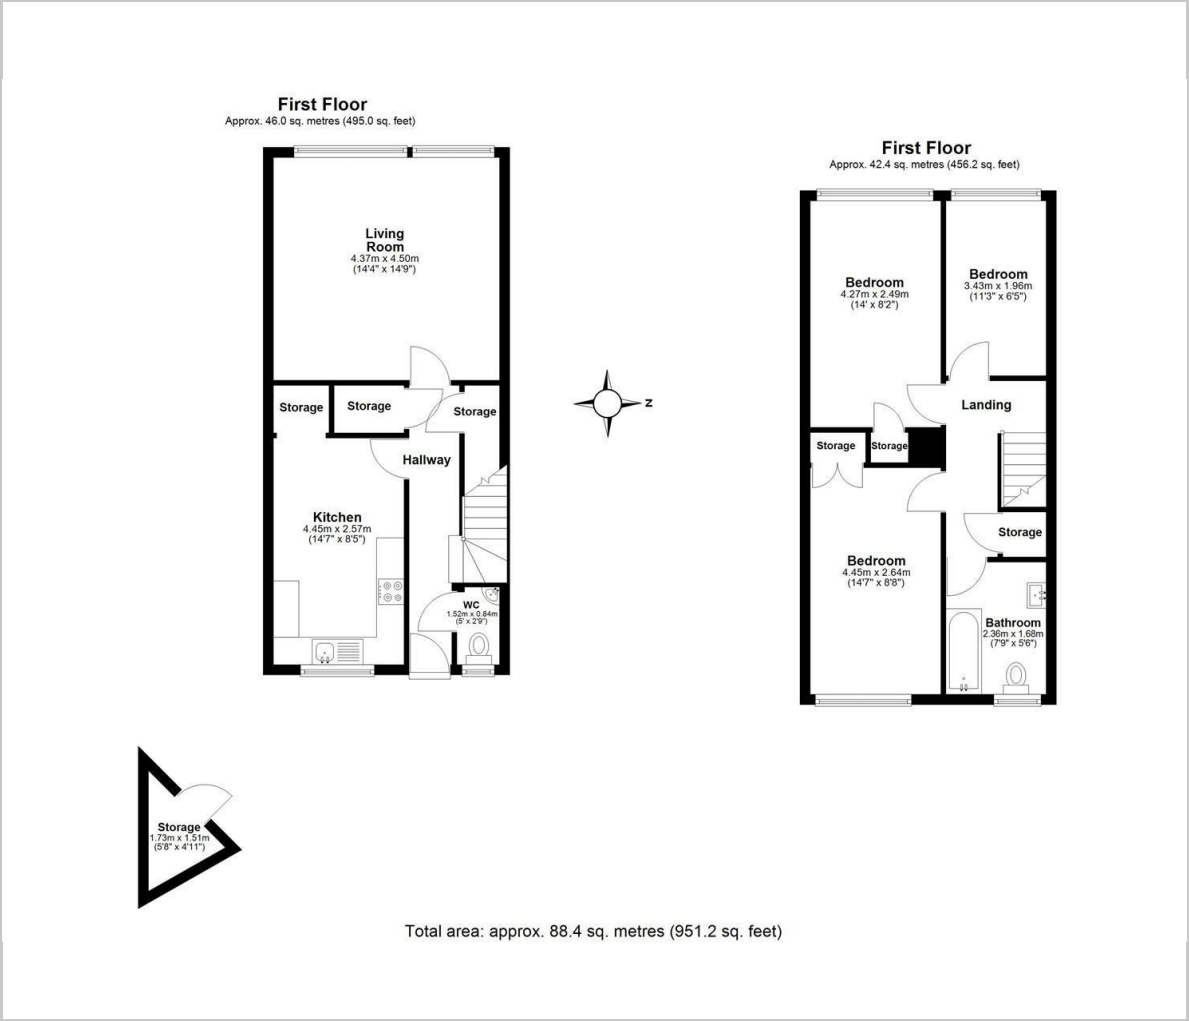 First Floor
Approx. 46.0 sq. metres (495.0 sq. feet)
Living
Room
4.37m x 4.50m
(14'4" x 14'9")
Storage
Storage
Storage
Hallway
Kitchen
4.45m x 2.57m
(14'7" x 8'5")
WC
1.52m x 0.84m
(5' x 2'9")
Z
First Floor
Approx. 42.4 sq. metres (456.2 sq. feet)
Bedroom
4.27m x 2.49m
(14' x 8'2")
Bedroom
3.43m x 1.96m
(11'3" x 6'5")
Landing
Storage
Storage
Storage
Bedroom
4.45m x 2.64m
(14'7" x 8'8")
Bathroom
2.36m x 1.68m
(7'9" x 5'6")
Storage
1.73m x 1.51m
(5'8" x 4'11")
Total area: approx. 88.4 sq. metres (951.2 sq. feet)